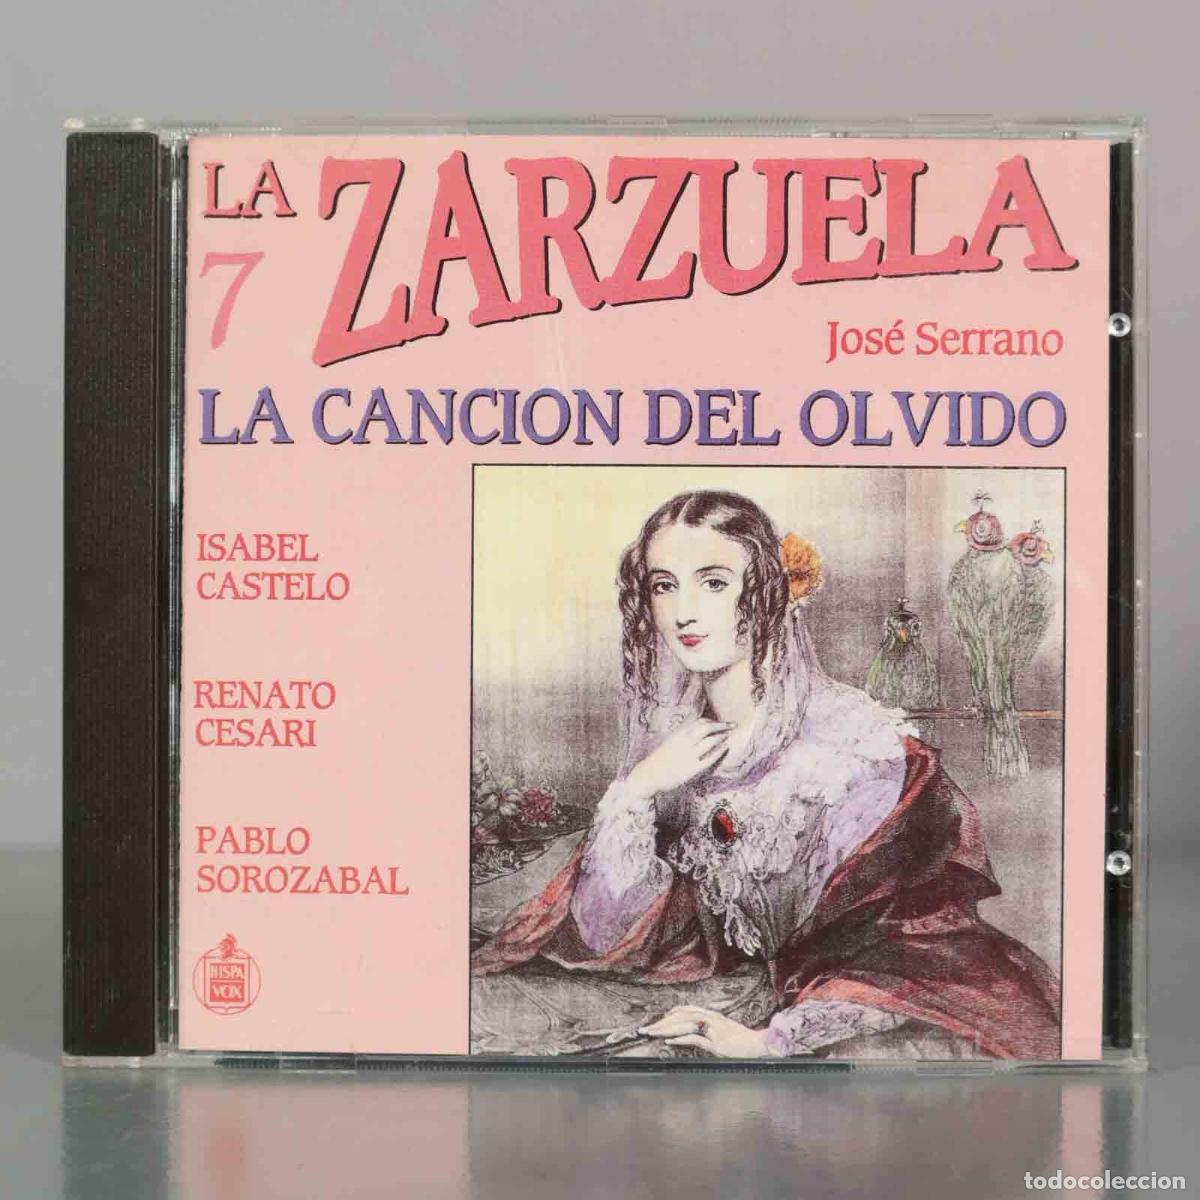 LA ZARZUELA
7
José Serrano
LA CANCION DEL OLVIDO
ISABEL
CASTELO
RENATO
CESARI
PABLO
SOROZABAL
HISPA
VOX
todocoleccion